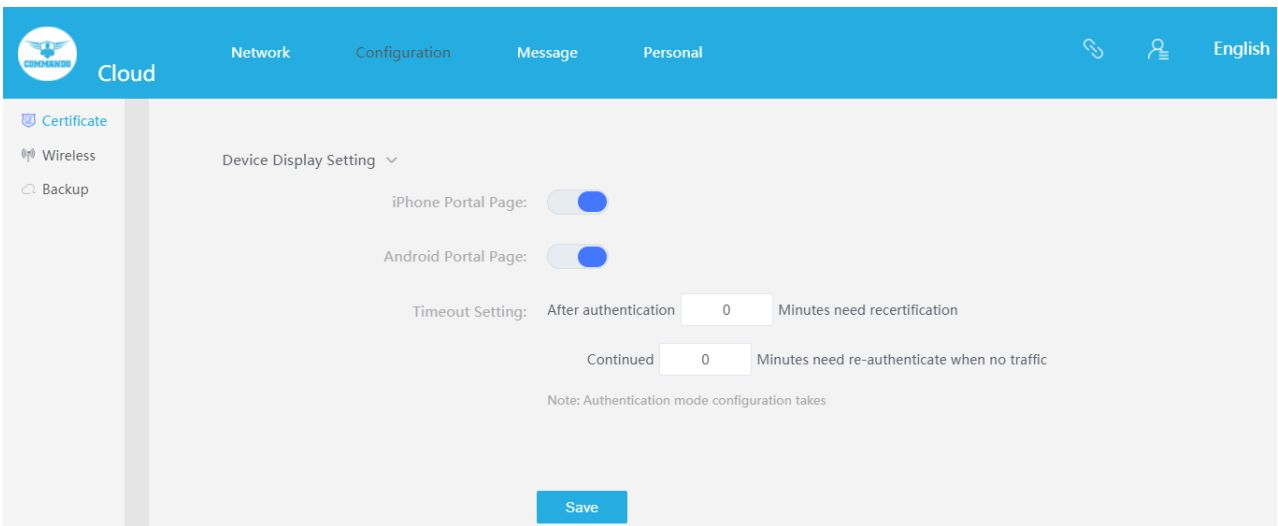 COMMANDO
Cloud
Network Configuration Message Personal English
Certificate
Wireless
Backup
Device Display Setting
iPhone Portal Page:
Android Portal Page:
Timeout Setting: After authentication 0 Minutes need recertification
Continued 0 Minutes need re-authenticate when no traffic
Note: Authentication mode configuration takes
Save